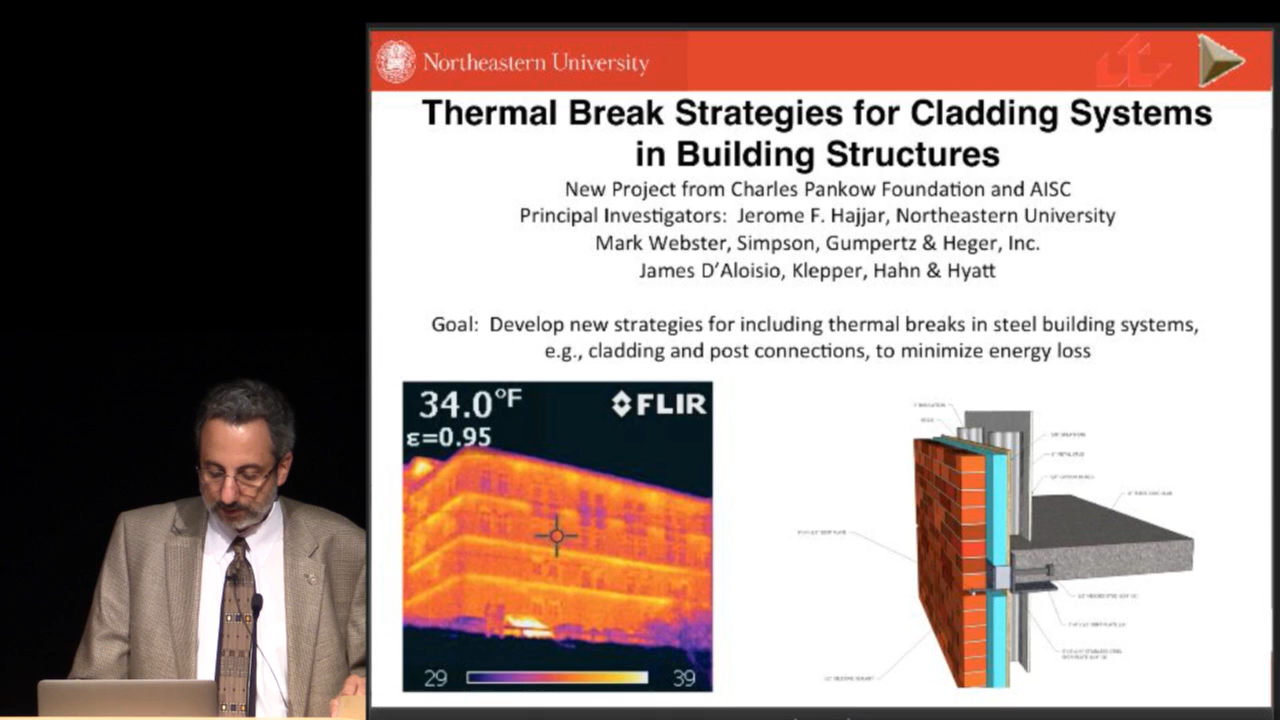 Northeastern University
Thermal Break Strategies for Cladding Systems
in Building Structures
New Project from Charles Pankow Foundation and AISC
Principal Investigators: Jerome F. Hajjar, Northeastern University
Mark Webster, Simpson, Gumpertz & Heger, Inc.
James D'Aloisio, Klepper, Hahn & Hyatt
Goal: Develop new strategies for including thermal breaks in steel building systems,
e.g., cladding and post connections, to minimize energy loss
34.0°F
FLIR
ε=0.95
29
39